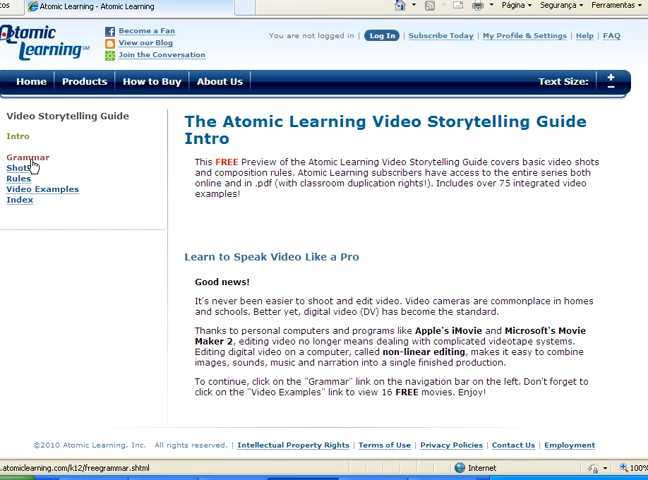 Atomic Learning - Atomic Learning
Página
Segurança
Ferramentas
Atomic
Learning
SM
Become a Fan
View our Blog
Join the Conversation
You are not logged in
Log In
Subscribe Today
My Profile & Settings
Help
FAQ
Home
Products
How to Buy
About Us
Text Size:
+
−
Video Storytelling Guide
Intro
Grammar
Shots
Rules
Video Examples
Index
The Atomic Learning Video Storytelling Guide
Intro
This FREE Preview of the Atomic Learning Video Storytelling Guide covers basic video shots
and composition rules. Atomic Learning subscribers have access to the entire series both
online and in .pdf (with classroom duplication rights!). Includes over 75 integrated video
examples!
Learn to Speak Video Like a Pro
Good news!
It's never been easier to shoot and edit video. Video cameras are commonplace in homes
and schools. Better yet, digital video (DV) has become the standard.
Thanks to personal computers and programs like Apple's iMovie and Microsoft's Movie
Maker 2, editing video no longer means dealing with complicated videotape systems.
Editing digital video on a computer, called non-linear editing, makes it easy to combine
images, sounds, music and narration into a single finished production.
To continue, click on the "Grammar" link on the navigation bar on the left. Don't forget to
click on the "Video Examples" link to view 16 FREE movies. Enjoy!
©2010 Atomic Learning, Inc. All rights reserved. | Intellectual Property Rights | Terms of Use | Privacy Policies | Contact Us | Employment
.atomiclearning.com/k12/freegrammar.shtml
Internet
100%